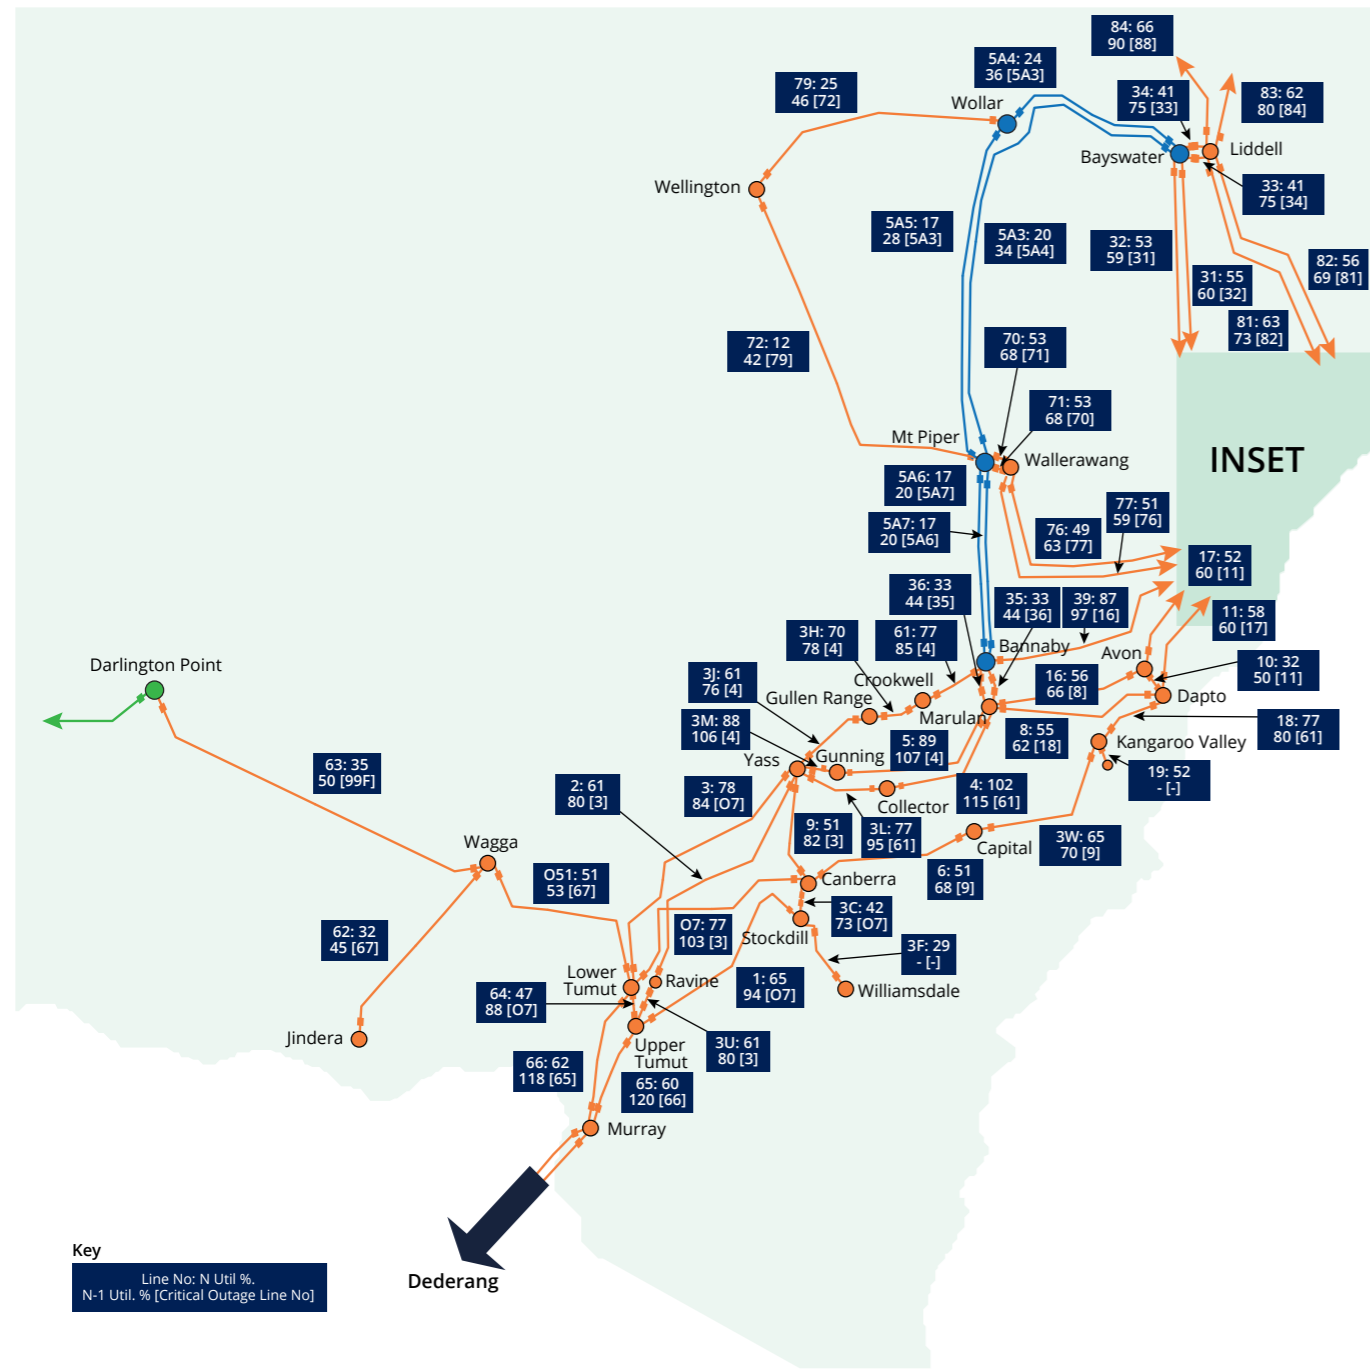 84: 66
90 [88]
5A4: 24
36 [5A3]
79: 25
46 [72]
Wollar
34: 41
75 [33]
83: 62
80 [84]
Bayswater
Liddell
Wellington
33: 41
75 [34]
5A5: 17
28 [5A3]
5A3: 20
34 [5A4]
32: 53
59 [31]
31: 55
60 [32]
82: 56
69 [81]
81: 63
73 [82]
72: 12
42 [79]
70: 53
68 [71]
71: 53
68 [70]
Mt Piper
Wallerawang
INSET
5A6: 17
20 [5A7]
5A7: 17
20 [5A6]
76: 49
63 [77]
77: 51
59 [76]
17: 52
60 [11]
36: 33
44 [35]
35: 33
44 [36]
39: 87
97 [16]
11: 58
60 [17]
3H: 70
78 [4]
61: 77
85 [4]
Bannaby
Avon
10: 32
50 [11]
Darlington Point
3J: 61
76 [4]
Crookwell
Gullen Range
16: 56
66 [8]
Dapto
Marulan
3M: 88
106 [4]
5: 89
107 [4]
8: 55
62 [18]
18: 77
80 [61]
Kangaroo Valley
Yass
Gunning
19: 52
- [-]
63: 35
50 [99F]
2: 61
80 [3]
3: 78
84 [O7]
Collector
4: 102
115 [61]
9: 51
82 [3]
3L: 77
95 [61]
Capital
3W: 65
70 [9]
Wagga
O51: 51
53 [67]
6: 51
68 [9]
Canberra
3C: 42
73 [O7]
62: 32
45 [67]
O7: 77
103 [3]
Stockdill
3F: 29
- [-]
Lower
Tumut
Ravine
1: 65
94 [O7]
Williamsdale
64: 47
88 [O7]
Jindera
Upper
Tumut
3U: 61
80 [3]
66: 62
118 [65]
65: 60
120 [66]
Murray
Key
Line No: N Util %.
N-1 Util. % [Critical Outage Line No]
Dederang